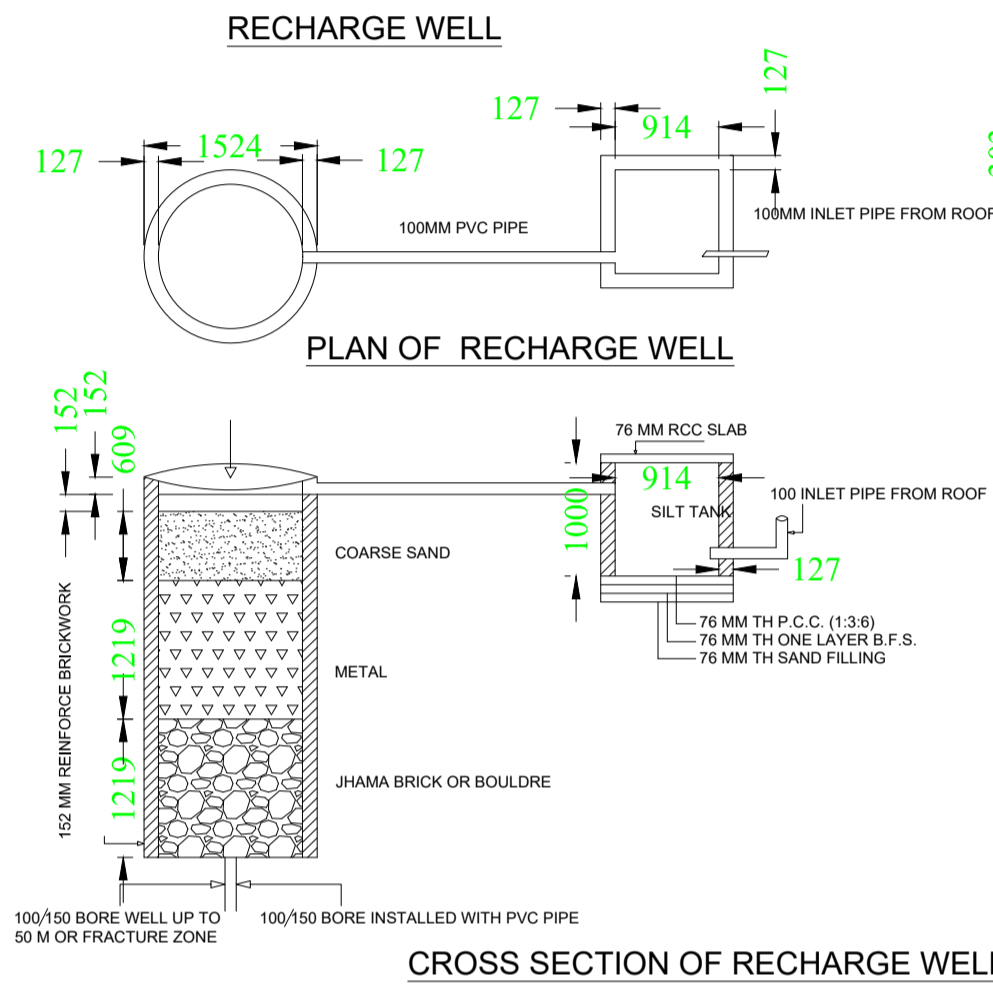 RECHARGE WELL
127
1524
127
127
914
127
100MM PVC PIPE
100MM INLET PIPE FROM ROOF
PLAN OF RECHARGE WELL
152
152
609
1219
1219
152 MM REINFORCE BRICKWORK
COARSE SAND
METAL
JHAMA BRICK OR BOULDRE
76 MM RCC SLAB
914
1000
SILT TANK
100 INLET PIPE FROM ROOF
127
76 MM TH P.C.C. (1:3:6)
76 MM TH ONE LAYER B.F.S.
76 MM TH SAND FILLING
100/150 BORE WELL UP TO
50 M OR FRACTURE ZONE
100/150 BORE INSTALLED WITH PVC PIPE
CROSS SECTION OF RECHARGE WELL